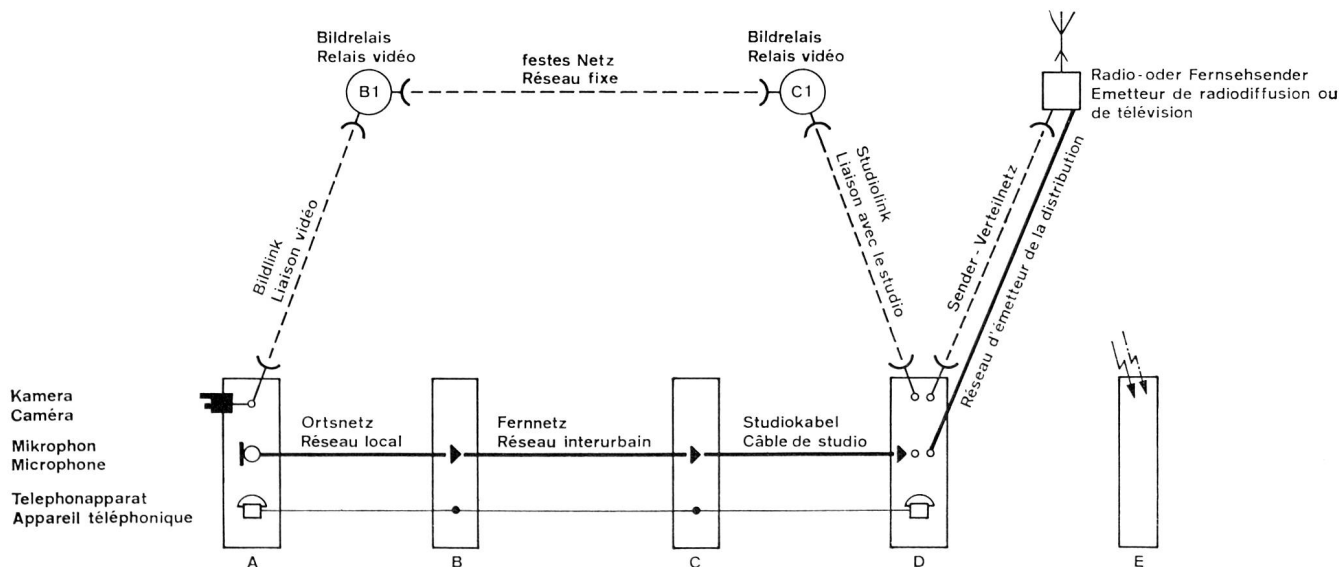 Bildrelais
Relais vidéo
B1
festes Netz
Réseau fixe
Bildrelais
Relais vidéo
C1
Radio-oder Fernsehsender
Emetteur de radiodiffusion ou
de télévision
Bildlink
Liaison vidéo
Studiolink
Liaison avec le studio
Sender-Verteilnetz
Réseau d'émetteur de la distribution
Kamera
Caméra
Mikrophon
Microphone
Telephonapparat
Appareil téléphonique
Ortsnetz
Réseau local
Fernnetz
Réseau interurbain
Studiokabel
Câble de studio
A
B
C
D
E